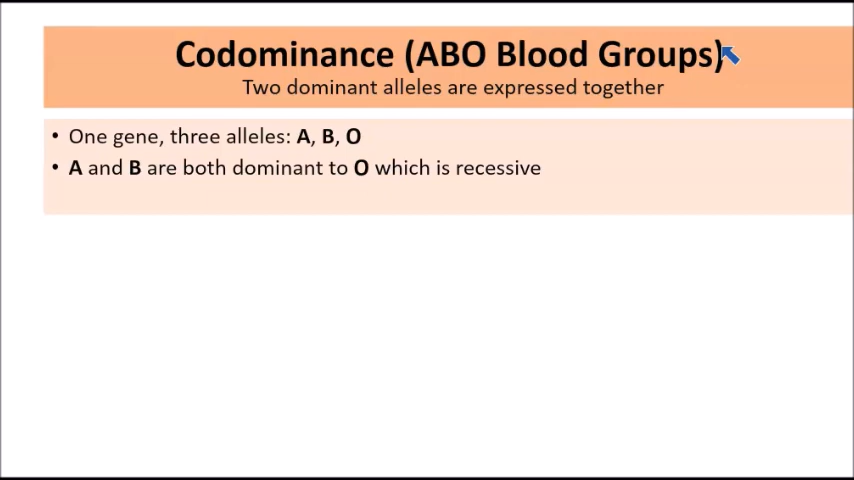 Codominance (ABO Blood Groups)
Two dominant alleles are expressed together
• One gene, three alleles: A, B, O
• A and B are both dominant to O which is recessive